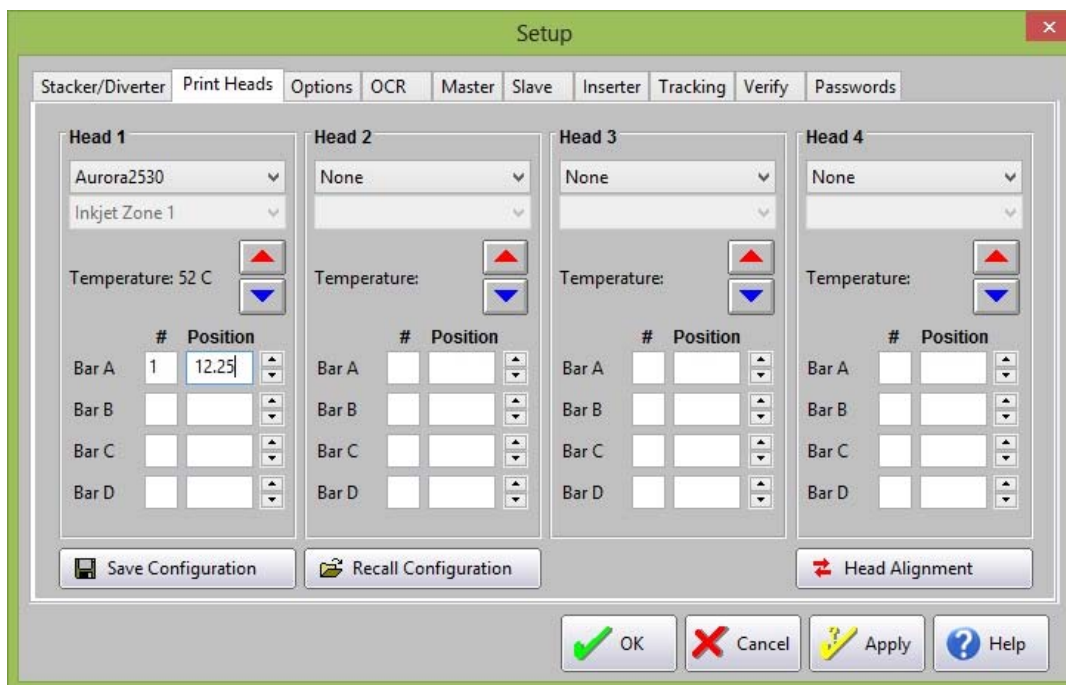 Setup
Stacker/Diverter Print Heads Options OCR Master Slave Inserter Tracking Verify Passwords
Head 1 Head 2 Head 3 Head 4
Aurora2530 None None None
Inkjet Zone 1
Temperature: 52 C Temperature: Temperature: Temperature:
# Position # Position # Position # Position
Bar A 1 12.25 Bar A Bar A Bar A
Bar B Bar B Bar B Bar B
Bar C Bar C Bar C Bar C
Bar D Bar D Bar D Bar D
Save Configuration Recall Configuration Head Alignment
OK Cancel Apply Help